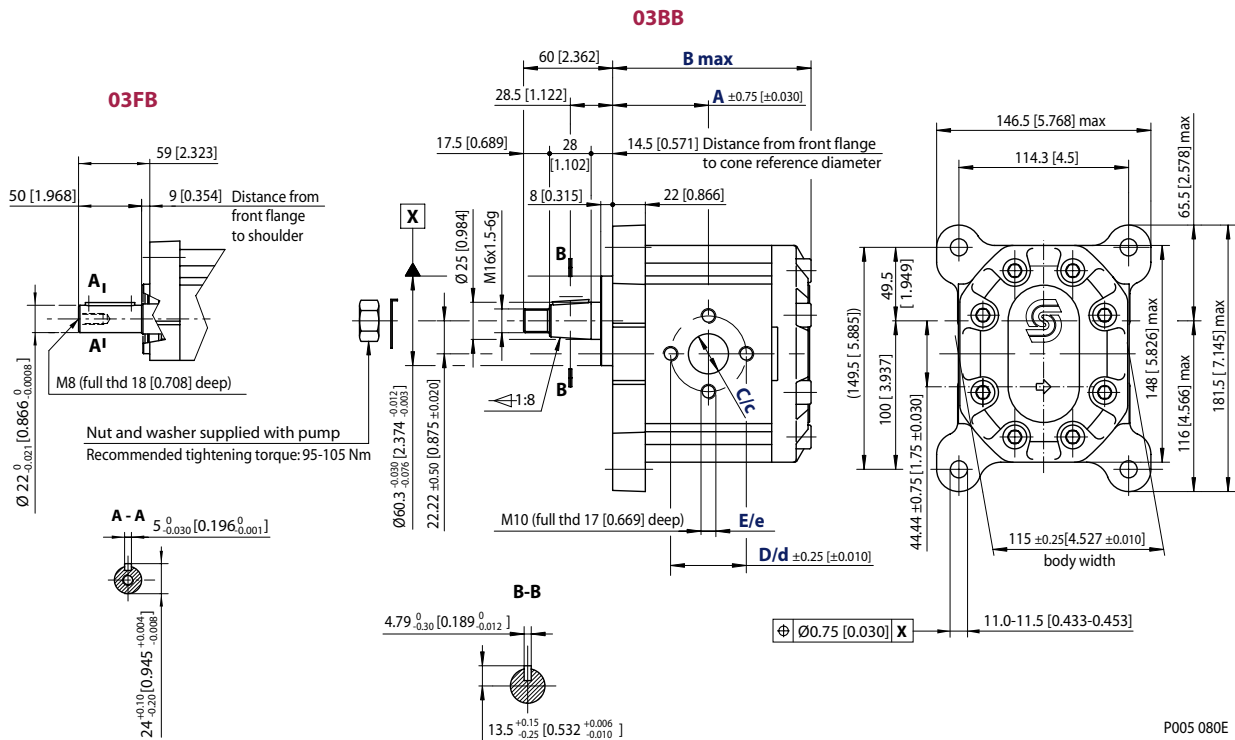 03BB
03FB
60 [2.362]
B max
28.5 [1.122]
A ±0.75 [±0.030]
17.5 [0.689]
28
[1.102]
14.5 [0.571] Distance from front flange
to cone reference diameter
8 [0.315]
22 [0.866]
59 [2.323]
50 [1.968]
9 [0.354] Distance from
front flange
to shoulder
X
Ø 25 [0.984]
M16x1.5-6g
B
B
A
A
Ø 22 0 -0.021 [0.866 0 -0.0008]
M8 (full thd 18 [0.708] deep)
1:8
C/c
Nut and washer supplied with pump
Recommended tightening torque: 95-105 Nm
Ø60.3 -0.030 -0.076 [2.374 -0.012 -0.003]
22.22 ±0.50 [0.875 ±0.020]
M10 (full thd 17 [0.669] deep)
E/e
D/d ±0.25 [±0.010]
A - A
5 0 -0.030 [0.196 0 -0.001]
24 +0.10 -0.20 [0.945 +0.004 -0.008]
B-B
4.79 0 -0.30 [0.189 0 -0.012]
13.5 +0.15 -0.25 [0.532 +0.006 -0.010]
146.5 [5.768] max
114.3 [4.5]
65.5 [2.578] max
49.5
[1.949]
(149.5 [5.885])
100 [3.937]
44.44 ±0.75 [1.75 ±0.030]
148 [5.826] max
116 [4.566] max
181.5 [7.145] max
115 ±0.25 [4.527 ±0.010]
body width
Ø0.75 [0.030] X
11.0-11.5 [0.433-0.453]
P005 080E